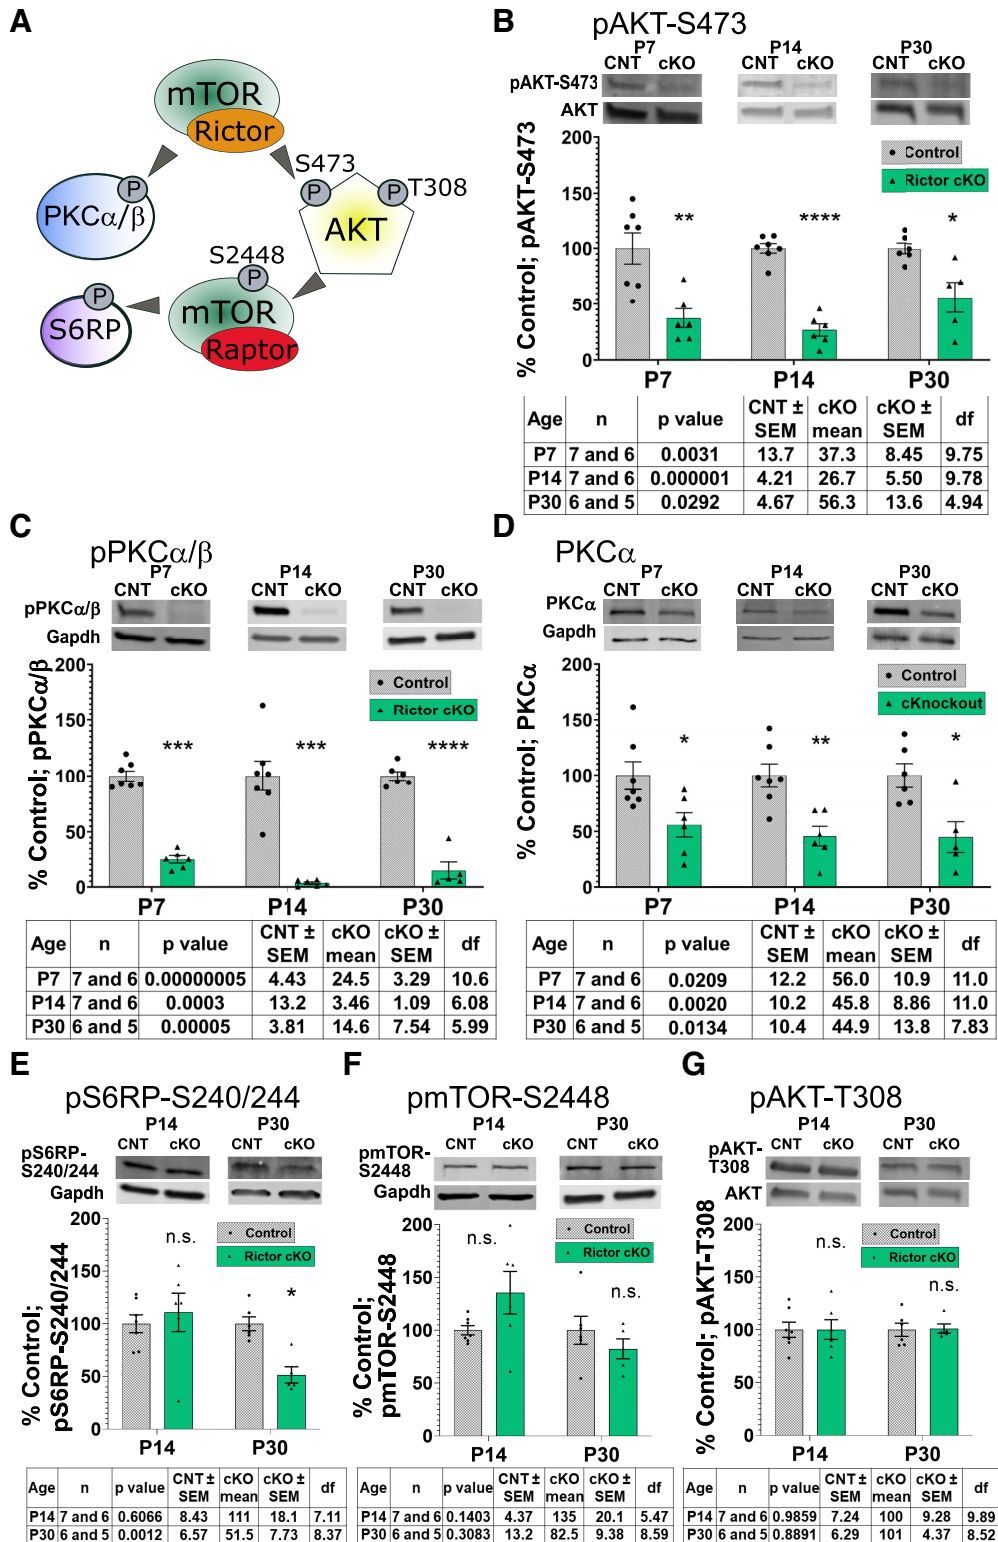 A
mTOR
Rictor
P
PKCα/β
S473
P
P
T308
AKT
S2448
P
mTOR
Raptor
P
S6RP
B
pAKT-S473
P7 P14 P30
CNT cKO CNT cKO CNT cKO
pAKT-S473
AKT
% Control; pAKT-S473
200
150
100
50
0
Control
Rictor cKO
** **** *
P7 P14 P30
Age n p value CNT ± SEM cKO mean cKO ± SEM df
P7 7 and 6 0.0031 13.7 37.3 8.45 9.75
P14 7 and 6 0.000001 4.21 26.7 5.50 9.78
P30 6 and 5 0.0292 4.67 56.3 13.6 4.94
C
pPKCα/β
P7 P14 P30
CNT cKO CNT cKO CNT cKO
pPKCα/β
Gapdh
% Control; pPKCα/β
200
150
100
50
0
Control
Rictor cKO
*** *** ****
P7 P14 P30
Age n p value CNT ± SEM cKO mean cKO ± SEM df
P7 7 and 6 0.00000005 4.43 24.5 3.29 10.6
P14 7 and 6 0.0003 13.2 3.46 1.09 6.08
P30 6 and 5 0.00005 3.81 14.6 7.54 5.99
D
PKCα
P7 P14 P30
CNT cKO CNT cKO CNT cKO
PKCα
Gapdh
% Control; PKCα
200
150
100
50
0
Control
cKnockout
* ** *
P7 P14 P30
Age n p value CNT ± SEM cKO mean cKO ± SEM df
P7 7 and 6 0.0209 12.2 56.0 10.9 11.0
P14 7 and 6 0.0020 10.2 45.8 8.86 11.0
P30 6 and 5 0.0134 10.4 44.9 13.8 7.83
E
pS6RP-S240/244
P14 P30
CNT cKO CNT cKO
pS6RP-
S240/244
Gapdh
% Control;
pS6RP-S240/244
200
150
100
50
0
Control
Rictor cKO
n.s. *
P14 P30
Age n p value CNT ± SEM cKO mean cKO ± SEM df
P14 7 and 6 0.6066 8.43 111 18.1 7.11
P30 6 and 5 0.0012 6.57 51.5 7.73 8.37
F
pmTOR-S2448
P14 P30
CNT cKO CNT cKO
pmTOR-
S2448
Gapdh
% Control;
pmTOR-S2448
200
150
100
50
0
Control
Rictor cKO
n.s. n.s.
P14 P30
Age n p value CNT ± SEM cKO mean cKO ± SEM df
P14 7 and 6 0.1403 4.37 135 20.1 5.47
P30 6 and 5 0.3083 13.2 82.5 9.38 8.59
G
pAKT-T308
P14 P30
CNT cKO CNT cKO
pAKT-
T308
AKT
% Control; pAKT-T308
200
150
100
50
0
Control
Rictor cKO
n.s. n.s.
P14 P30
Age n p value CNT ± SEM cKO mean cKO ± SEM df
P14 7 and 6 0.9859 7.24 100 9.28 9.89
P30 6 and 5 0.8891 6.29 101 4.37 8.52